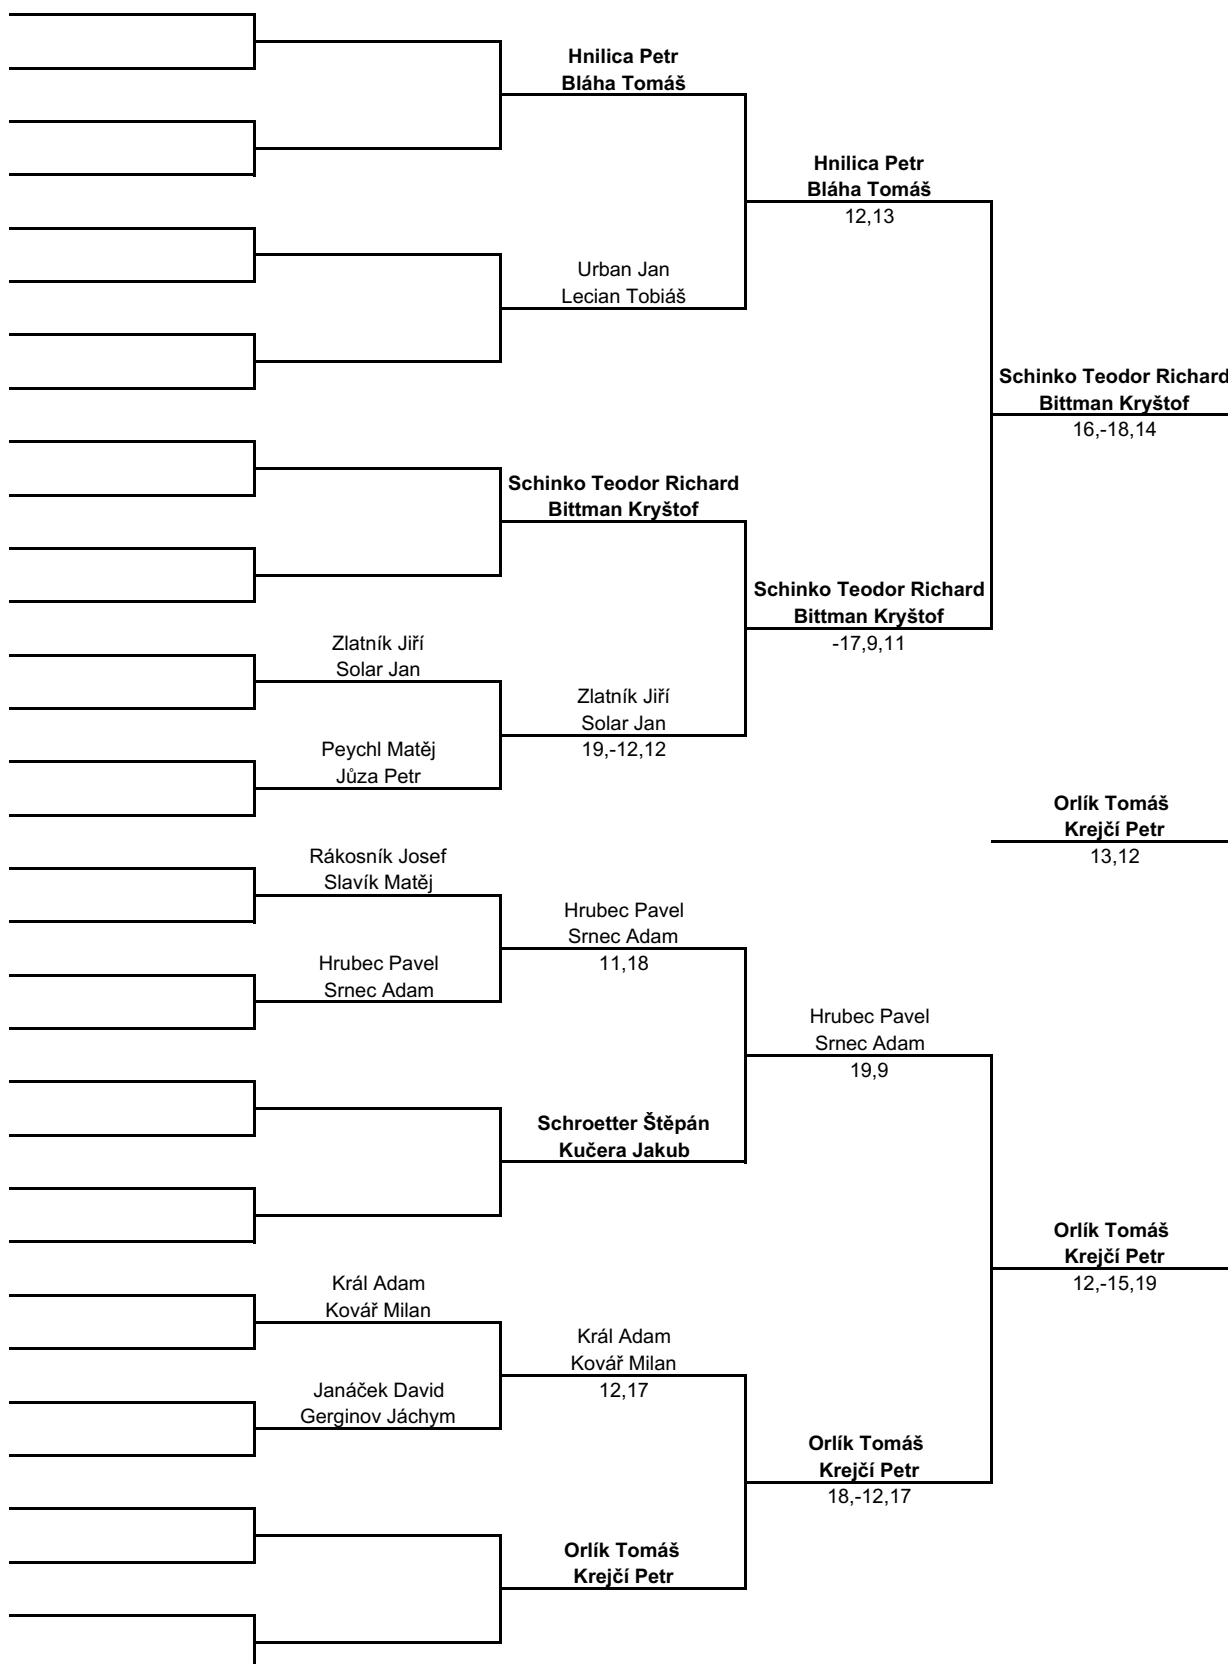 Hnilica Petr
Bláha Tomáš
Hnilica Petr
Bláha Tomáš
12,13
Urban Jan
Lecian Tobiáš
Schinko Teodor Richard
Bittman Kryštof
16,-18,14
Schinko Teodor Richard
Bittman Kryštof
Schinko Teodor Richard
Bittman Kryštof
-17,9,11
Zlatník Jiří
Solar Jan
Zlatník Jiří
Solar Jan
19,-12,12
Peychl Matěj
Jůza Petr
Orlík Tomáš
Krejčí Petr
13,12
Rákosník Josef
Slavík Matěj
Hrubec Pavel
Srnec Adam
11,18
Hrubec Pavel
Srnec Adam
Hrubec Pavel
Srnec Adam
19,9
Schroetter Štěpán
Kučera Jakub
Orlík Tomáš
Krejčí Petr
12,-15,19
Král Adam
Kovář Milan
Král Adam
Kovář Milan
12,17
Janáček David
Gerginov Jáchym
Orlík Tomáš
Krejčí Petr
18,-12,17
Orlík Tomáš
Krejčí Petr